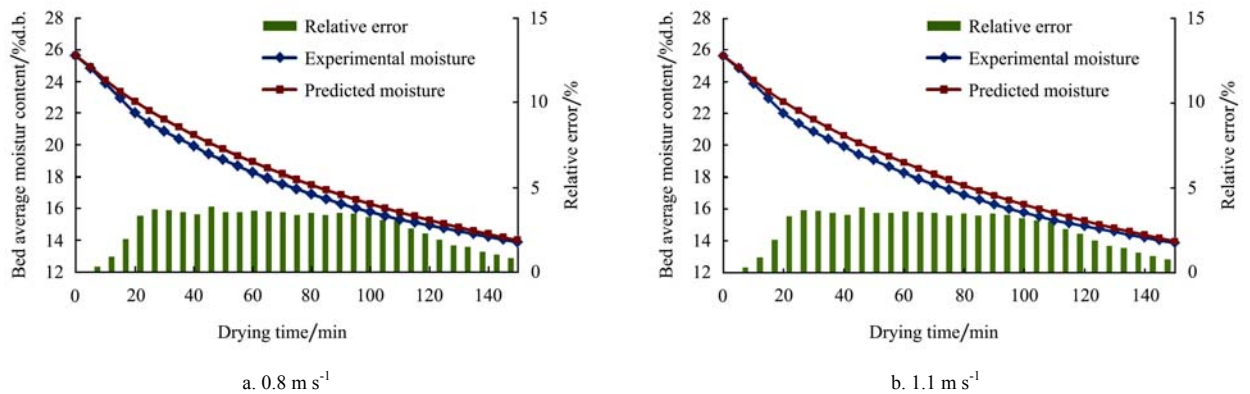 28
26
24
22
20
18
16
14
12
Bed average moistur content/%d.b.
15
10
5
0
Relative error/%
Relative error
Experimental moisture
Predicted moisture
0 20 40 60 80 100 120 140
Drying time/min
a. 0.8 m s-1
28
26
24
22
20
18
16
14
12
Bed average moistur content/%d.b.
15
10
5
0
Relative error/%
Relative error
Experimental moisture
Predicted moisture
0 20 40 60 80 100 120 140
Drying time/min
b. 1.1 m s-1